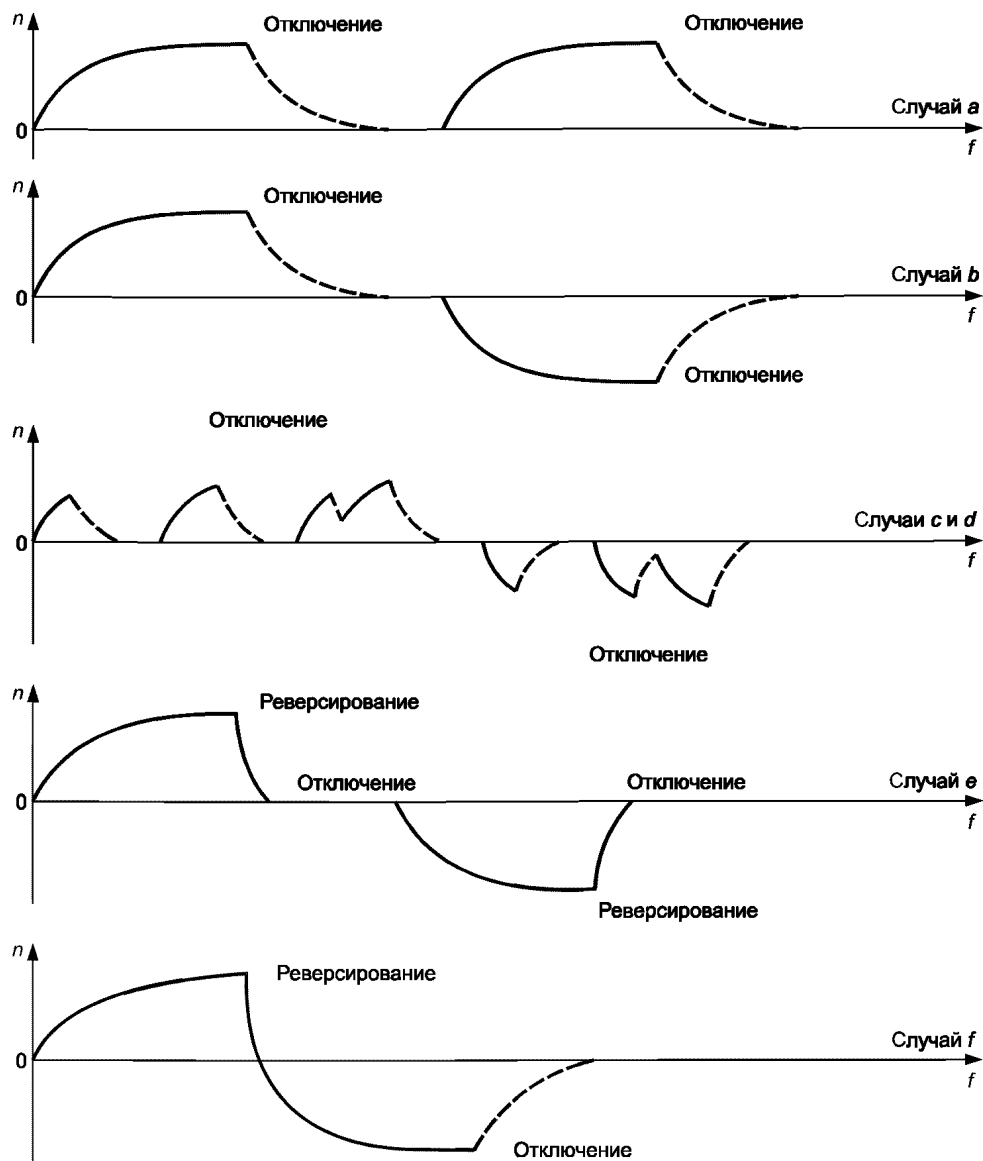 n
Отключение
Отключение
Случай a
0
f
n
Отключение
Случай b
0
f
Отключение
Отключение
n
Случаи c и d
0
f
Отключение
n
Реверсирование
Отключение
Отключение
Случай e
0
f
Реверсирование
n
Реверсирование
Случай f
0
f
Отключение